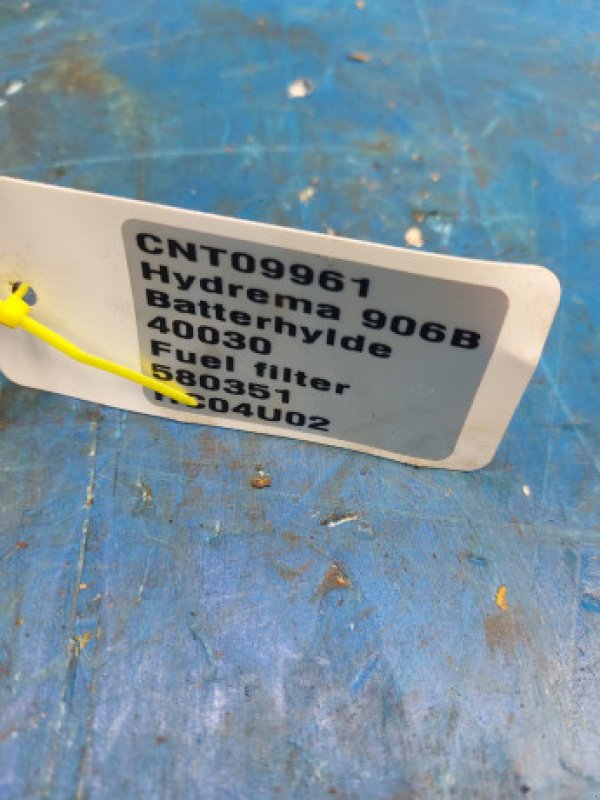 CNT09961
Hydrema 906B
Batterhylde
40030
Fuel filter
580351